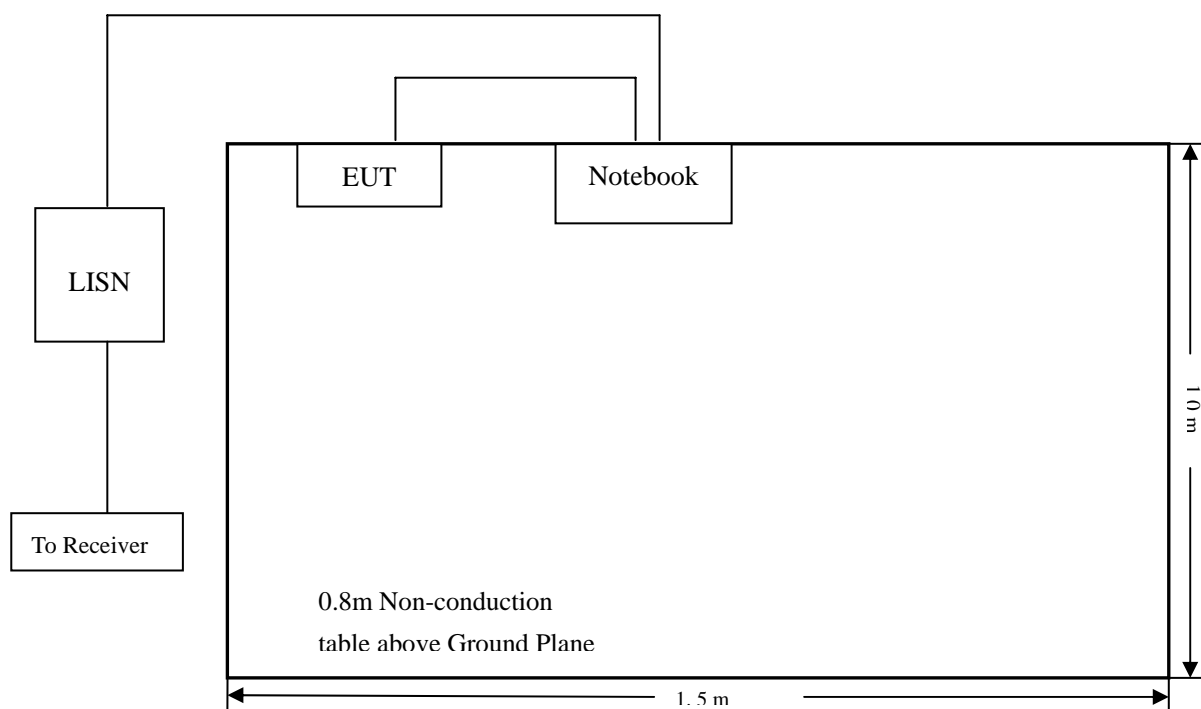 EUT
Notebook
LISN
To Receiver
0.8m Non-conduction
table above Ground Plane
1.5 m
1 0 m